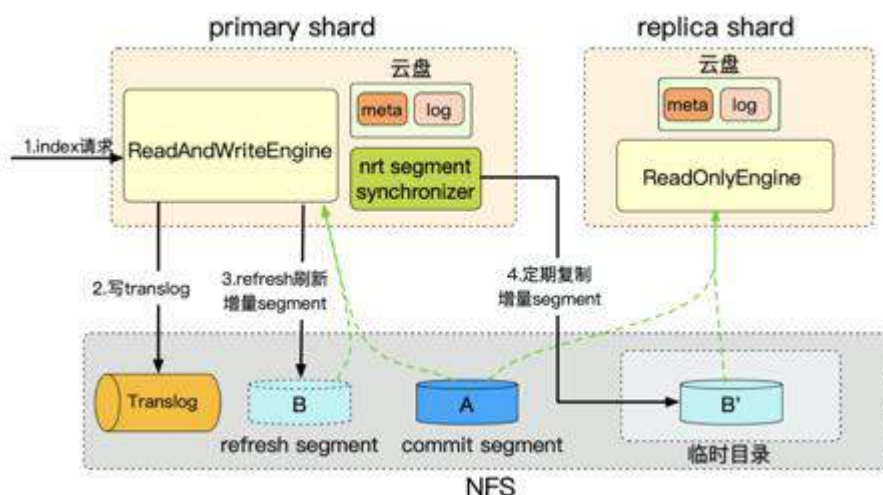 primary shard
replica shard
云盘
meta
log
ReadAndWriteEngine
1.index请求
nrt segment
synchronizer
云盘
meta
log
ReadOnlyEngine
2.写translog
3.refresh刷新
增量segment
4.定期复制
增量segment
Translog
B
refresh segment
A
commit segment
B'
临时目录
NFS